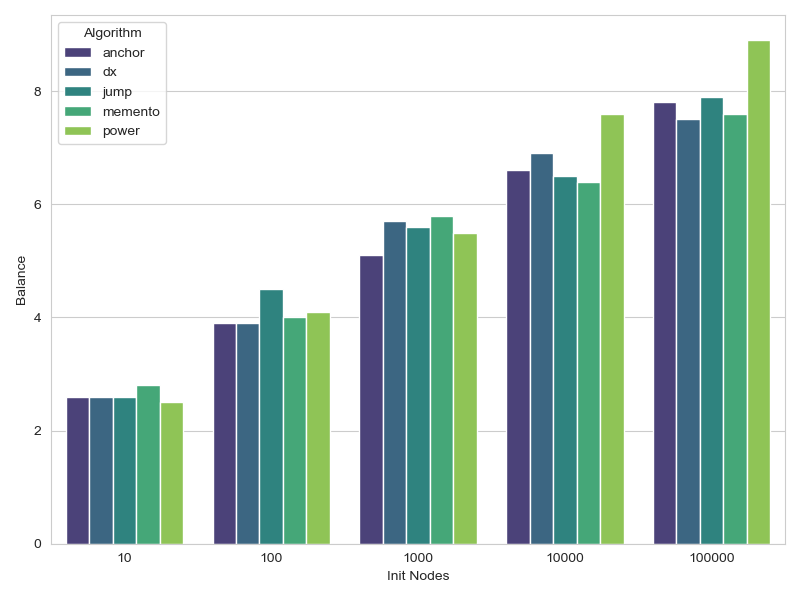 Algorithm
anchor
dx
jump
memento
power
8
6
4
2
0
Balance
10 100 1000 10000 100000
Init Nodes